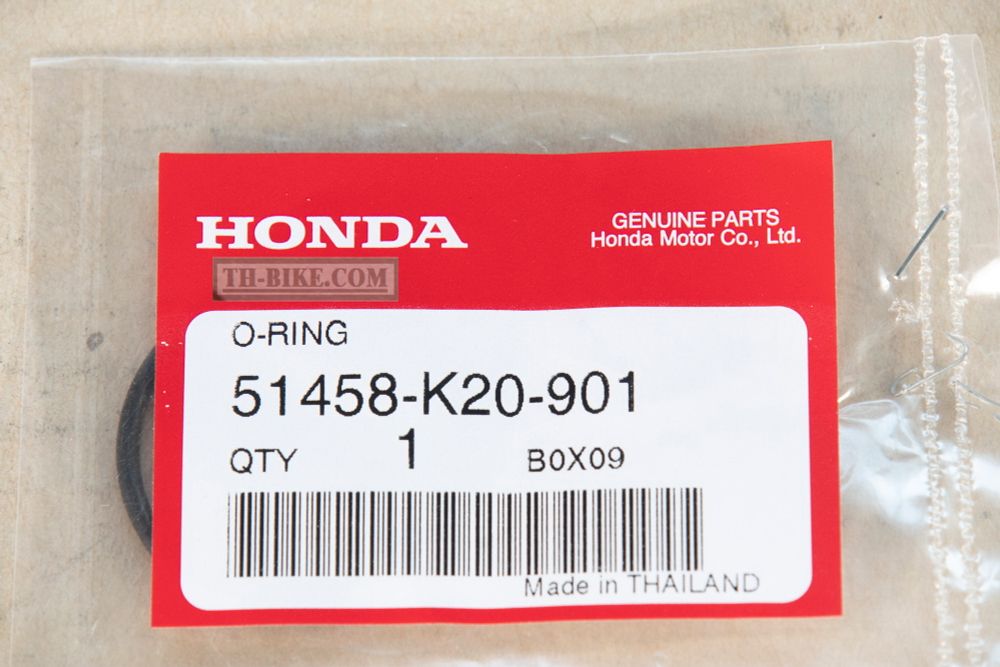 HONDA
GENUINE PARTS
Honda Motor Co., Ltd.
TH-BIKE.COM
O-RING
51458-K20-901
QTY 1 B0X09
Made in THAILAND